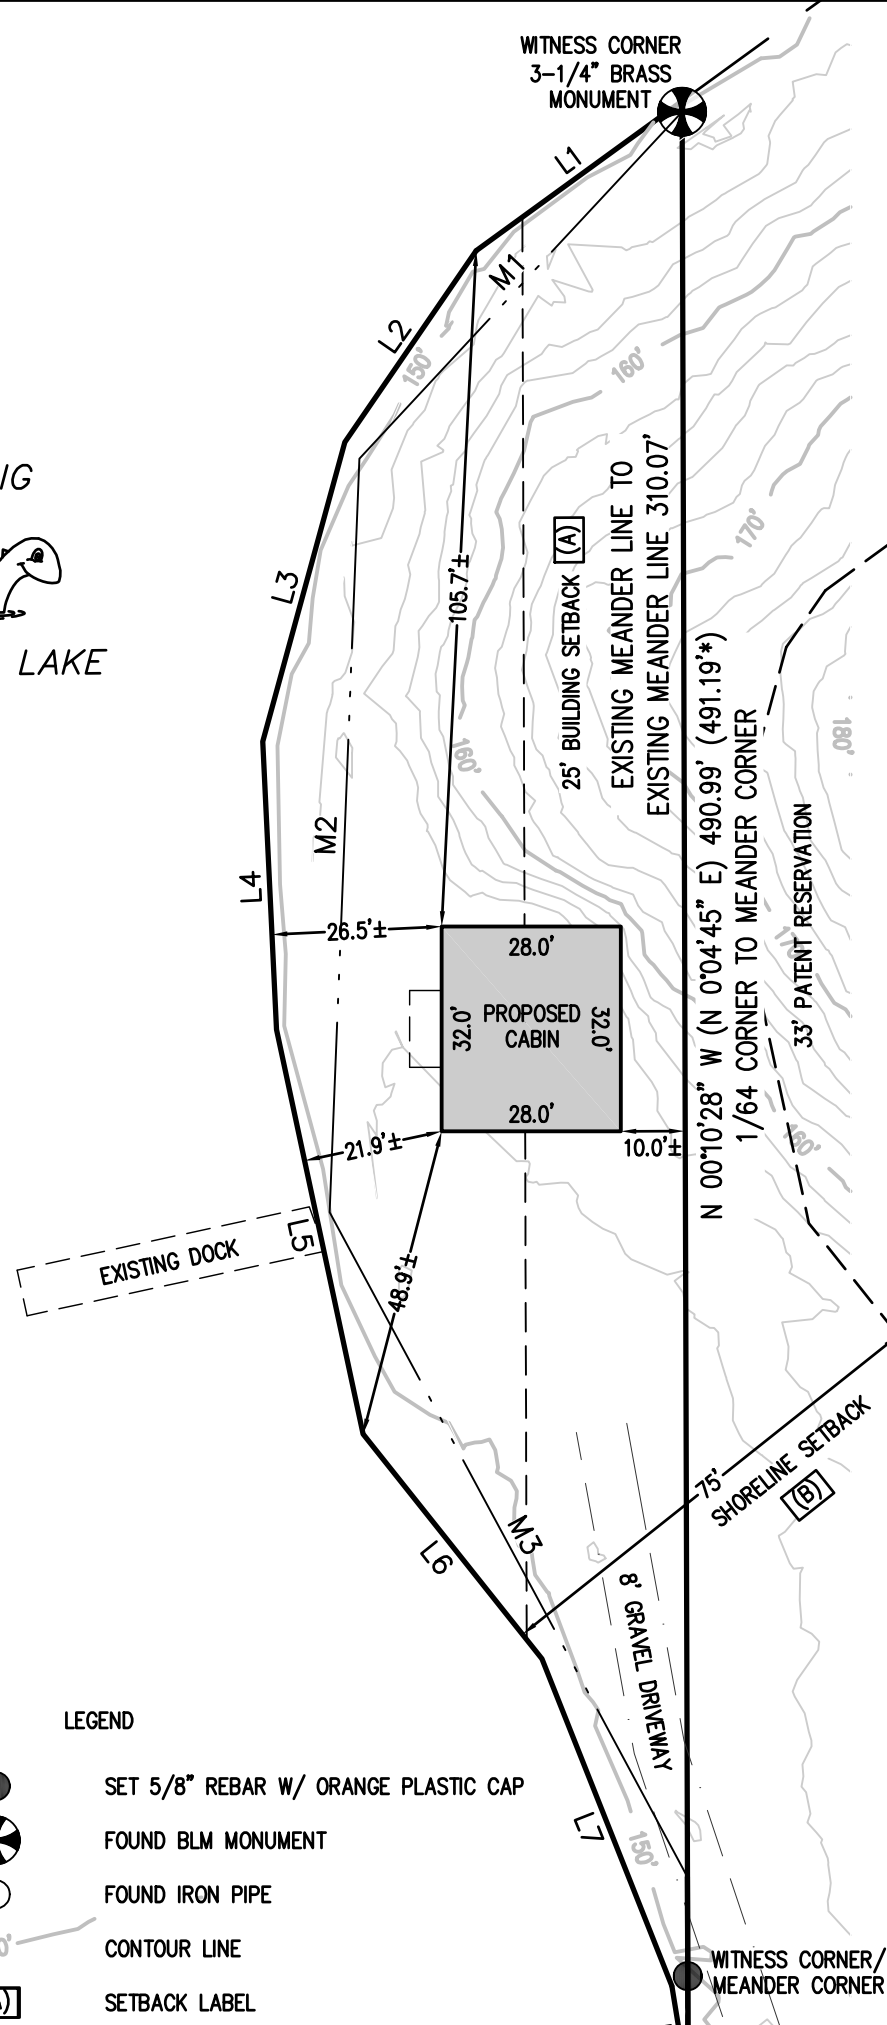 WITNESS CORNER
3-1/4" BRASS
MONUMENT
L1
M1
L2
150'
160'
IG
LAKE
L3
105.7'±
25' BUILDING SETBACK (A)
EXISTING MEANDER LINE TO
EXISTING MEANDER LINE 310.07'
170'
N 00°10'28" W (N 0°04'45" E) 490.99' (491.19'*)
1/64 CORNER TO MEANDER CORNER
180'
160'
M2
L4
33' PATENT RESERVATION
170'
26.5'±
28.0'
32.0'
PROPOSED
CABIN
32.0'
28.0'
21.9'±
10.0'±
160'
L5
EXISTING DOCK
48.9'±
75'
SHORELINE SETBACK
(B)
M3
L6
8' GRAVEL DRIVEWAY
L7
150'
LEGEND
SET 5/8" REBAR W/ ORANGE PLASTIC CAP
FOUND BLM MONUMENT
FOUND IRON PIPE
0'
CONTOUR LINE
SETBACK LABEL
WITNESS CORNER/
MEANDER CORNER